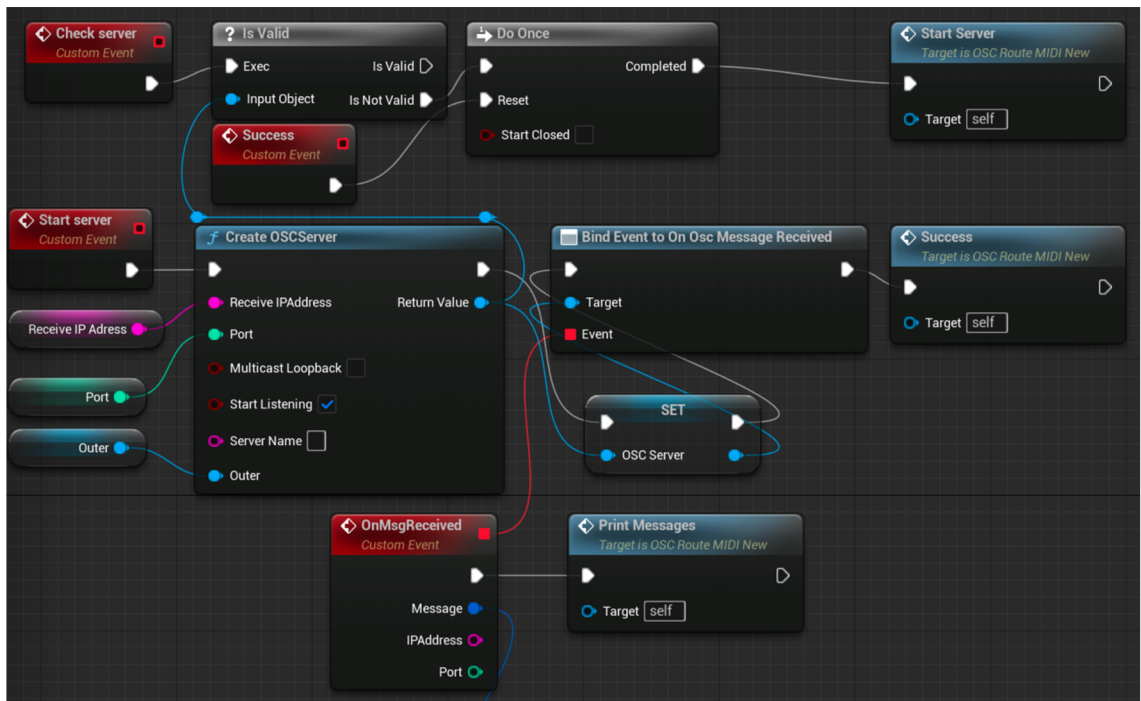 Check server
Custom Event
? Is Valid
Exec
Is Valid
Input Object
Is Not Valid
Do Once
Completed
Reset
Start Closed
Start Server
Target is OSC Route MIDI New
Target self
Success
Custom Event
Start server
Custom Event
f Create OSCServer
Receive IPAddress
Return Value
Port
Multicast Loopback
Start Listening
Server Name
Outer
Receive IP Adress
Port
Outer
Bind Event to On Osc Message Received
Target
Event
Success
Target is OSC Route MIDI New
Target self
SET
OSC Server
OnMsgReceived
Custom Event
Message
IPAddress
Port
Print Messages
Target is OSC Route MIDI New
Target self